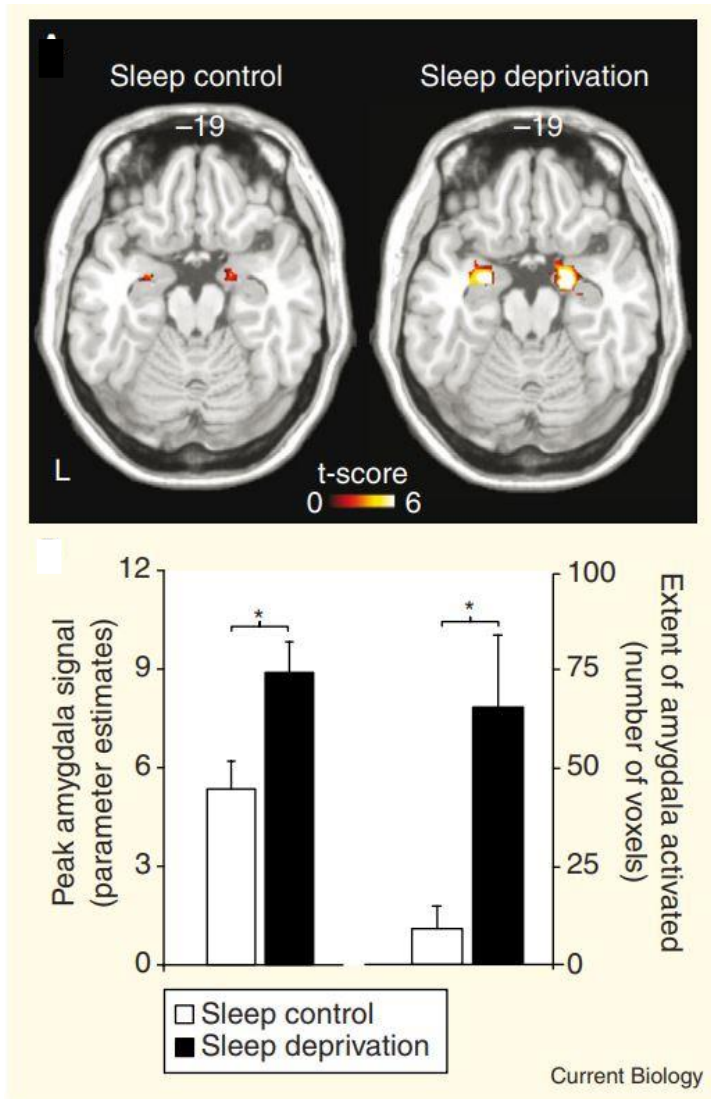 Sleep control
Sleep deprivation
–19
–19
L
t-score
0
6
12
9
6
3
0
Peak amygdala signal
(parameter estimates)
*
*
100
75
50
25
0
Extent of amygdala activated
(number of voxels)
Sleep control
Sleep deprivation
Current Biology